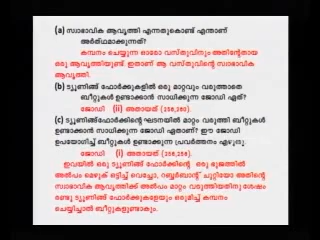 (a) സ്വാഭാവിക ആവൃത്തി എന്നതുകൊണ്ട് എന്താണ്
അർത്ഥമാക്കുന്നത്?
കമ്പനം ചെയ്യുന്ന ഓരോ വസ്തുവിനും അതിന്റേതായ
ഒരു ആവൃത്തിയുണ്ട് ഇതാണ് ആ വസ്തുവിന്റെ സ്വാഭാവിക
ആവൃത്തി.
(b) ട്യൂണിങ്ങ് ഫോർക്കുകളിൽ ഒരു മാറ്റവും വരുത്താതെ
ബീറ്റുകൾ ഉണ്ടാക്കാൻ സാധിക്കുന്ന ജോഡി ഏത്?
ജോഡി (ii) അതായത് (256,260).
(c) ട്യൂണിങ്ങ്ഫോർക്കിന്റെ ഘടനയിൽ മാറ്റം വരുത്തി ബീറ്റുകൾ
ഉണ്ടാക്കാൻ സാധിക്കുന്ന ജോഡി ഏതാണ്? ഈ ജോഡി
ഉപയോഗിച്ച് ബീറ്റുകൾ ഉണ്ടാക്കുന്ന പ്രവർത്തനം എഴുതുക.
ജോഡി (i) അതായത് (256,256).
ഇവയിൽ ഒരു ട്യൂണിങ്ങ് ഫോർക്കിന്റെ ഒരു ഭുജത്തിൽ
അൽപം മെഴുക് ഒട്ടിച്ച് വെച്ചോ, റബ്ബർബാന്റ് ചുറ്റിയോ അതിന്റെ
സ്വാഭാവിക ആവൃത്തിക്ക് അൽപം മാറ്റം വരുത്തിയതിനുശേഷം
രണ്ടു ട്യൂണിങ്ങ് ഫോർക്കുകളേയും ഒരുമിച്ച് കമ്പനം
ചെയ്യിച്ചാൽ ബീറ്റുകളുണ്ടാകും.